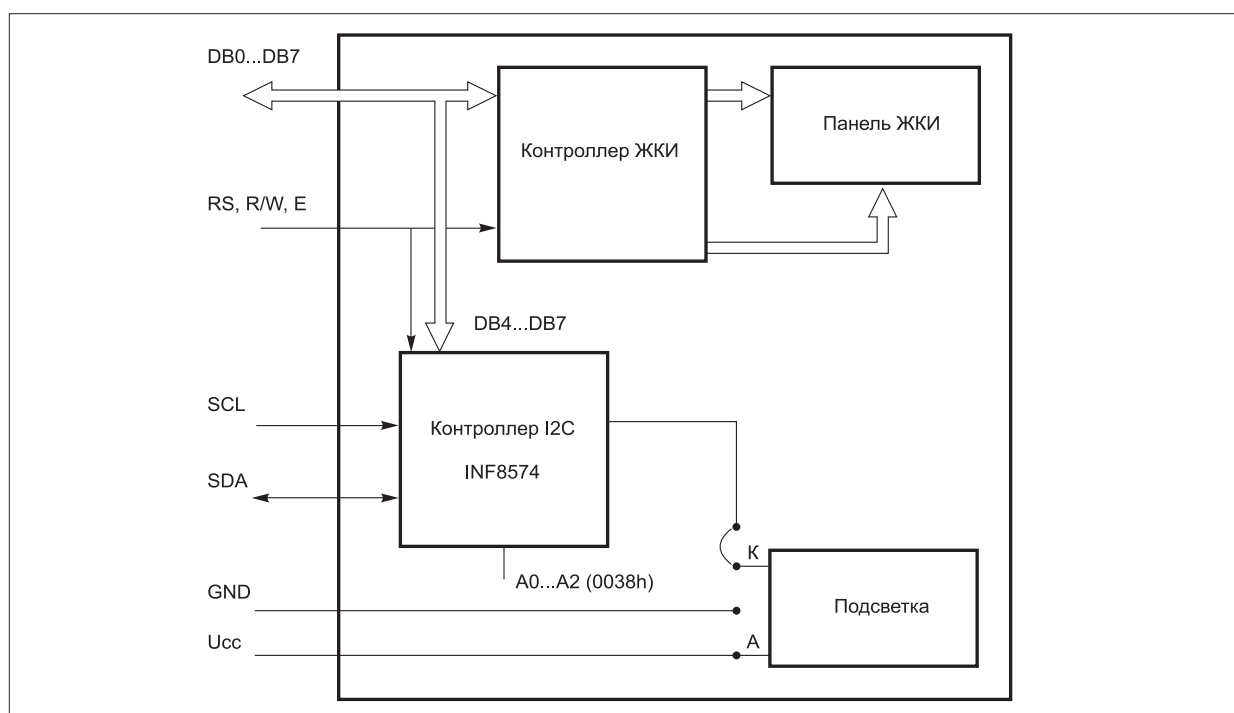 DB0...DB7
Контроллер ЖКИ
Панель ЖКИ
RS, R/W, E
DB4...DB7
SCL
Контроллер I2C
INF8574
SDA
К
A0...A2 (0038h)
GND
Подсветка
Ucc
А